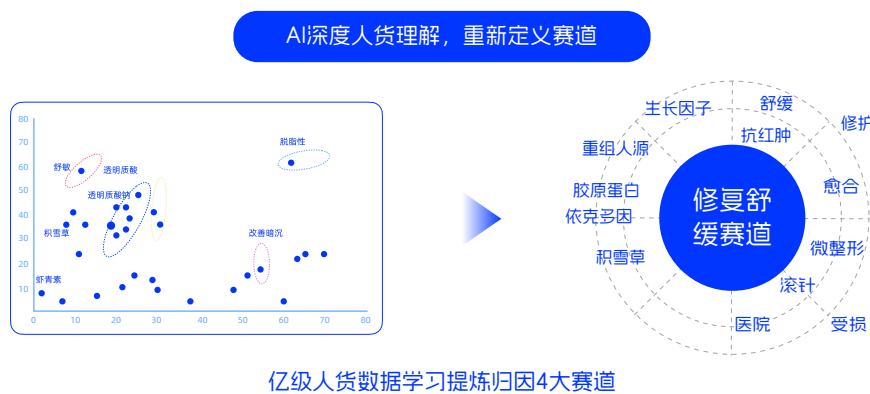 AI深度人货理解，重新定义赛道
80
70
60
50
40
30
20
10
0
10
20
30
40
50
60
70
80
舒敏
透明质酸
脱脂性
透明质酸钠
积雪草
改善暗沉
虾青素
生长因子
舒缓
修护
重组人源
抗红肿
胶原蛋白
愈合
依克多因
修复舒
缓赛道
积雪草
微整形
滚针
医院
受损
亿级人货数据学习提炼归因4大赛道